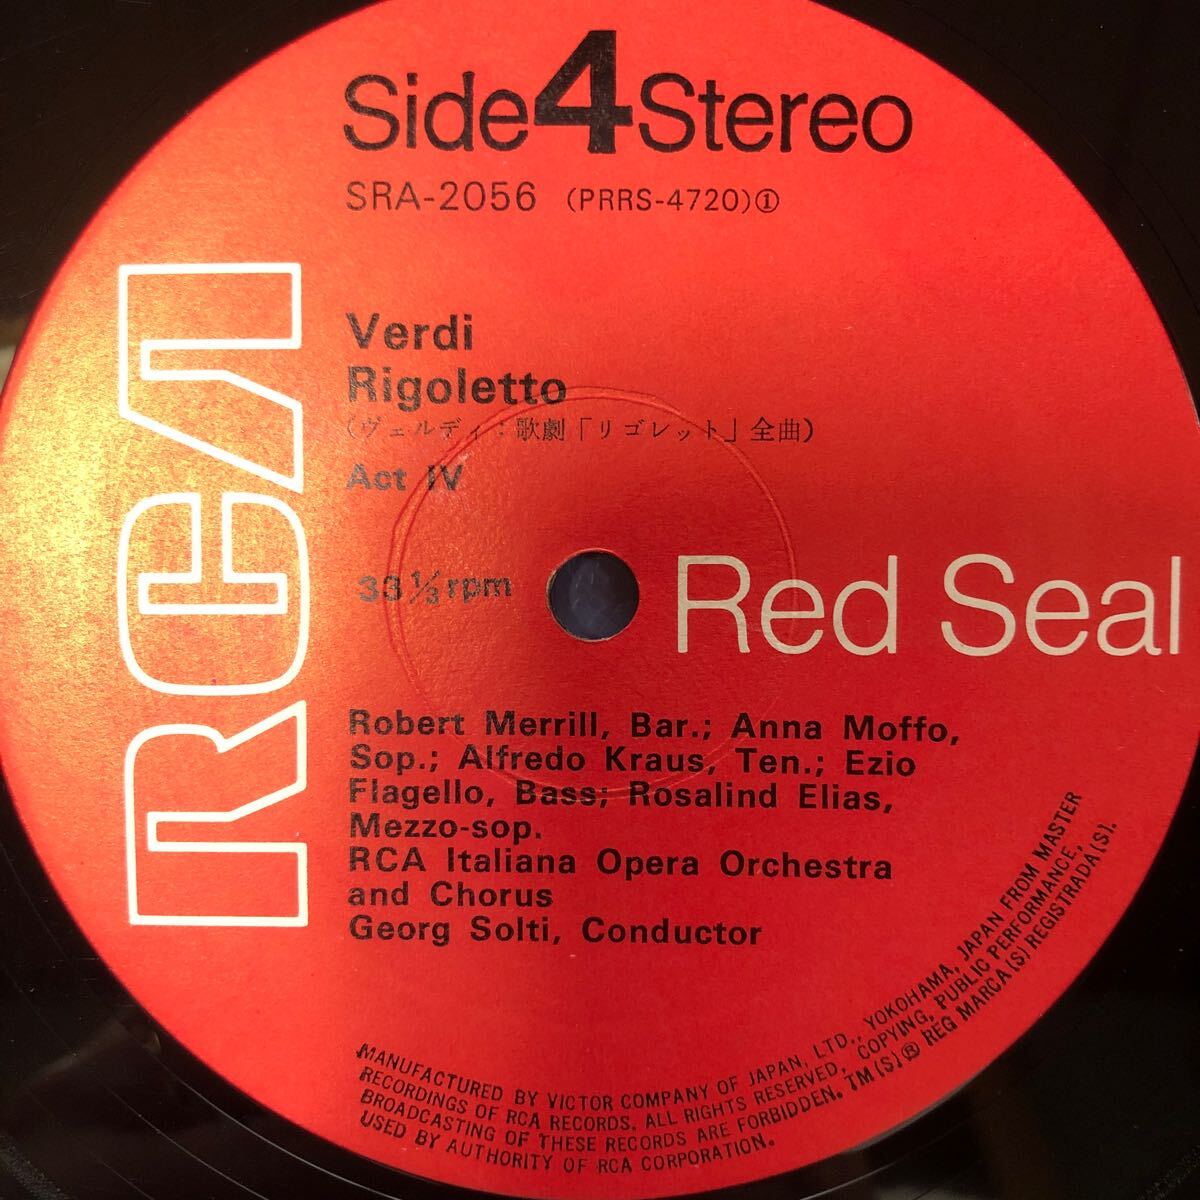 Side 4 Stereo
SRA-2056 (PRRS-4720)①
RCA
Verdi
Rigoletto
(ヴェルディ:歌劇「リゴレット」全曲)
Act IV
33 1/3 rpm
Red Seal
Robert Merrill, Bar.; Anna Moffo,
Sop.; Alfredo Kraus, Ten.; Ezio
Flagello, Bass; Rosalind Elias,
Mezzo-sop.
RCA Italiana Opera Orchestra
and Chorus
Georg Solti, Conductor
MANUFACTURED BY VICTOR COMPANY OF JAPAN, LTD., YOKOHAMA, JAPAN FROM MASTER
RECORDINGS OF RCA RECORDS. ALL RIGHTS RESERVED, COPYING, PUBLIC PERFORMANCE,
BROADCASTING OF THESE RECORDS ARE FORBIDDEN. TM(S)® REG MARCA(S) REGISTRADA(S).
USED BY AUTHORITY OF RCA CORPORATION.